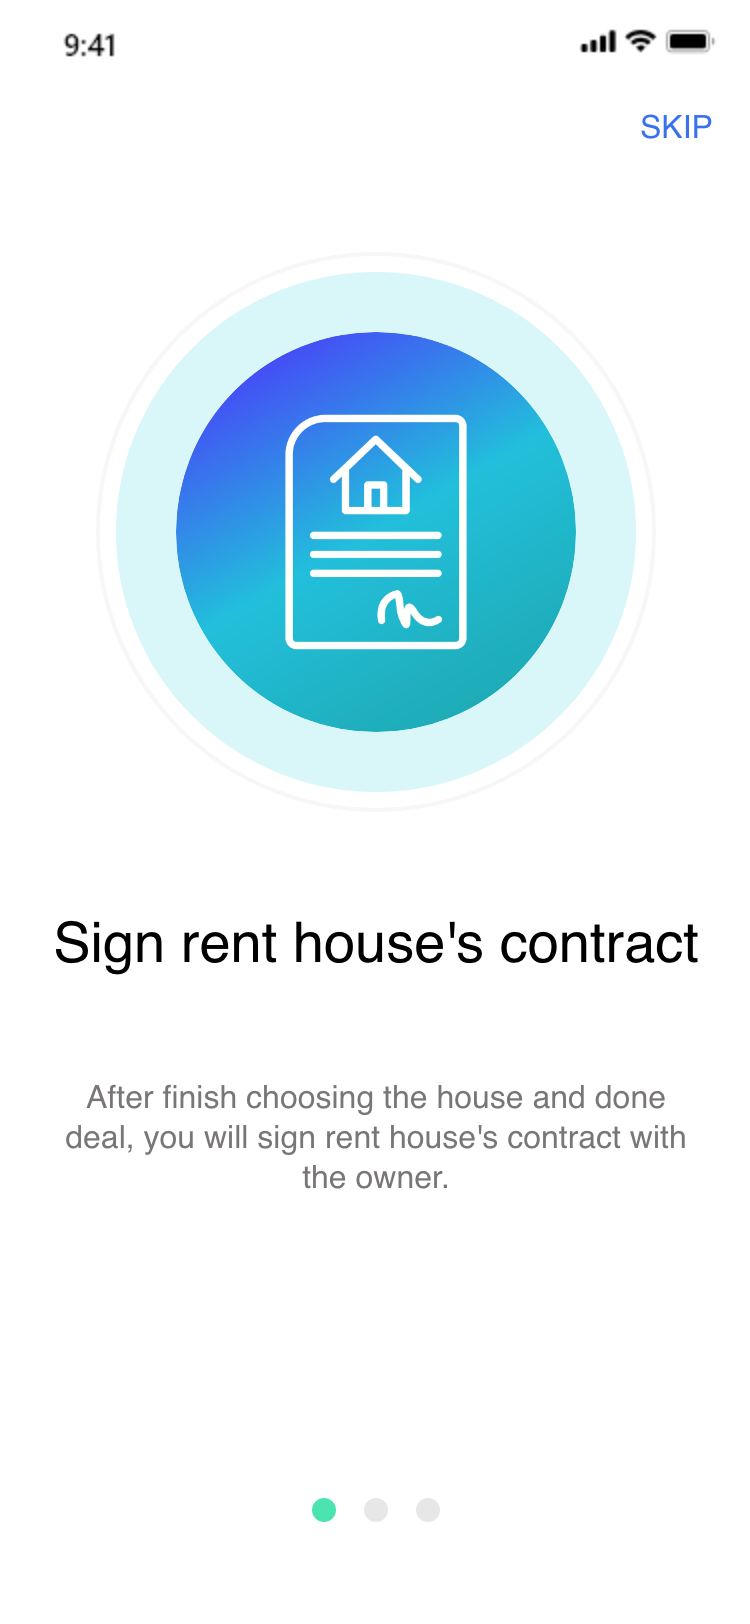 9:41
SKIP
Sign rent house's contract
After finish choosing the house and done
deal, you will sign rent house's contract with
the owner.